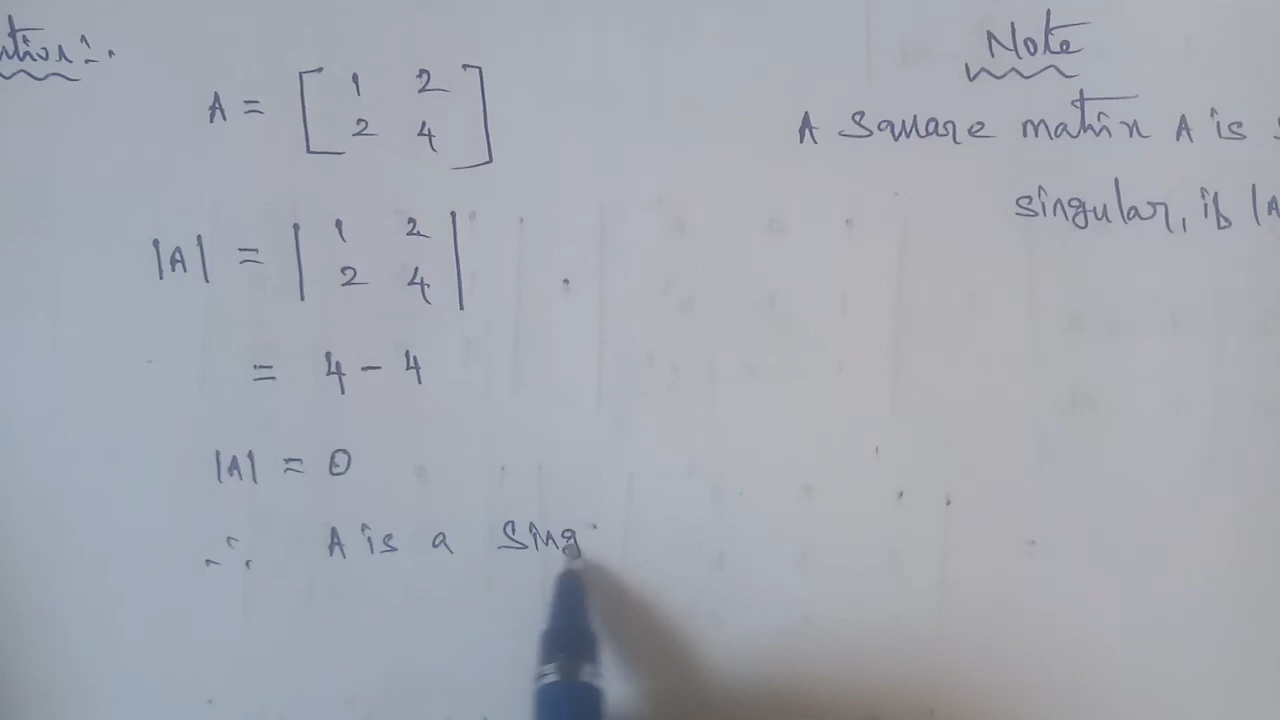 Note
A = [ 1 2
2 4 ]
A Square matrix A is
singular, if |A
|A| = | 1 2
2 4 |
= 4 - 4
|A| = 0
∴ A is a Sing